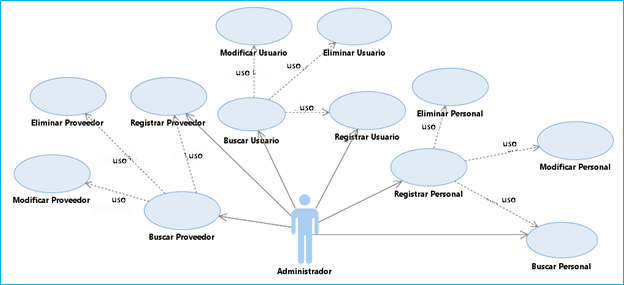 Modificar Usuario
Eliminar Usuario
uso
uso
Eliminar Proveedor
Registrar Proveedor
uso
Buscar Usuario
Registrar Usuario
Eliminar Personal
uso
uso
uso
uso
Modificar Personal
Modificar Proveedor
uso
Registrar Personal
uso
Buscar Proveedor
Buscar Personal
Administrador